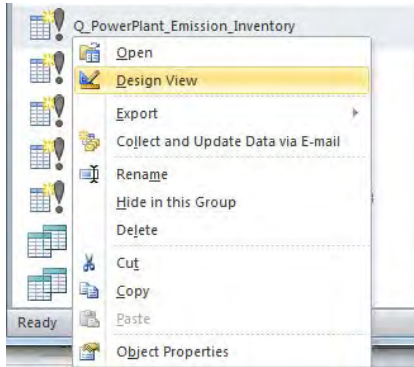 Q_PowerPlant_Emission_Inventory
Open
Design View
Export
Collect and Update Data via E-mail
Rename
Hide in this Group
Delete
Cut
Copy
Paste
Object Properties
Ready